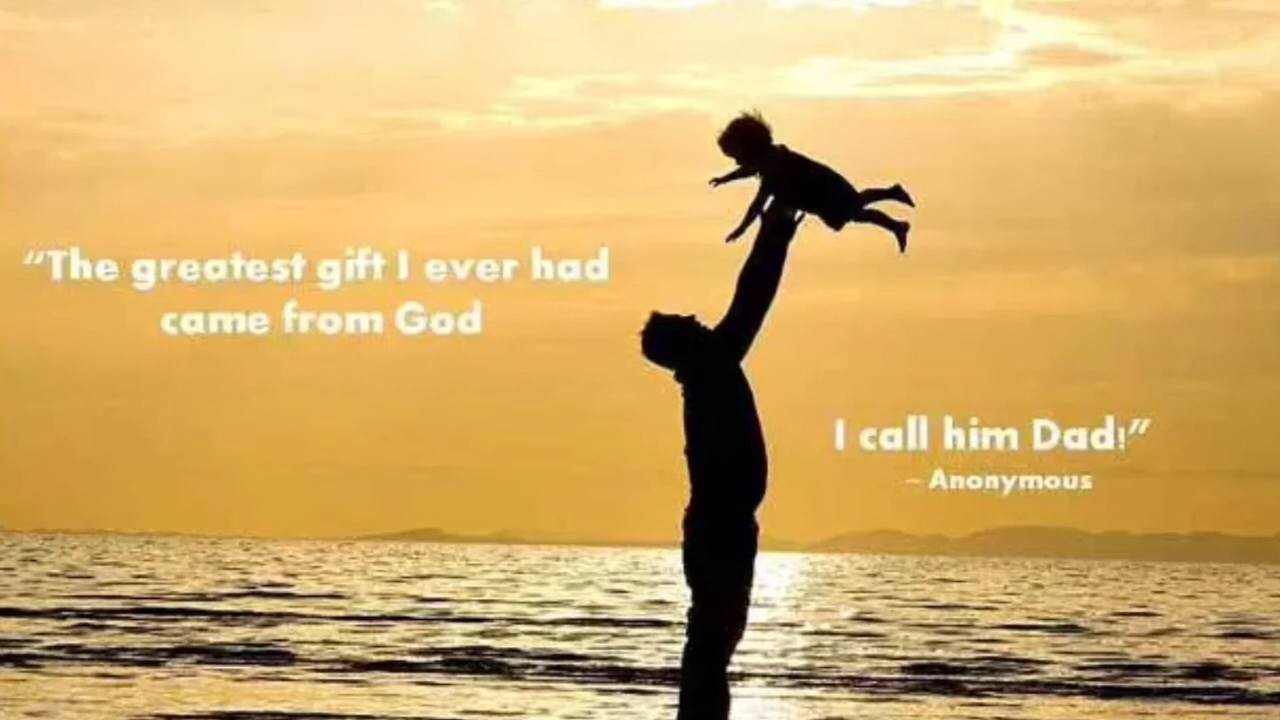 “The greatest gift I ever had
came from God
I call him Dad!”
~ Anonymous